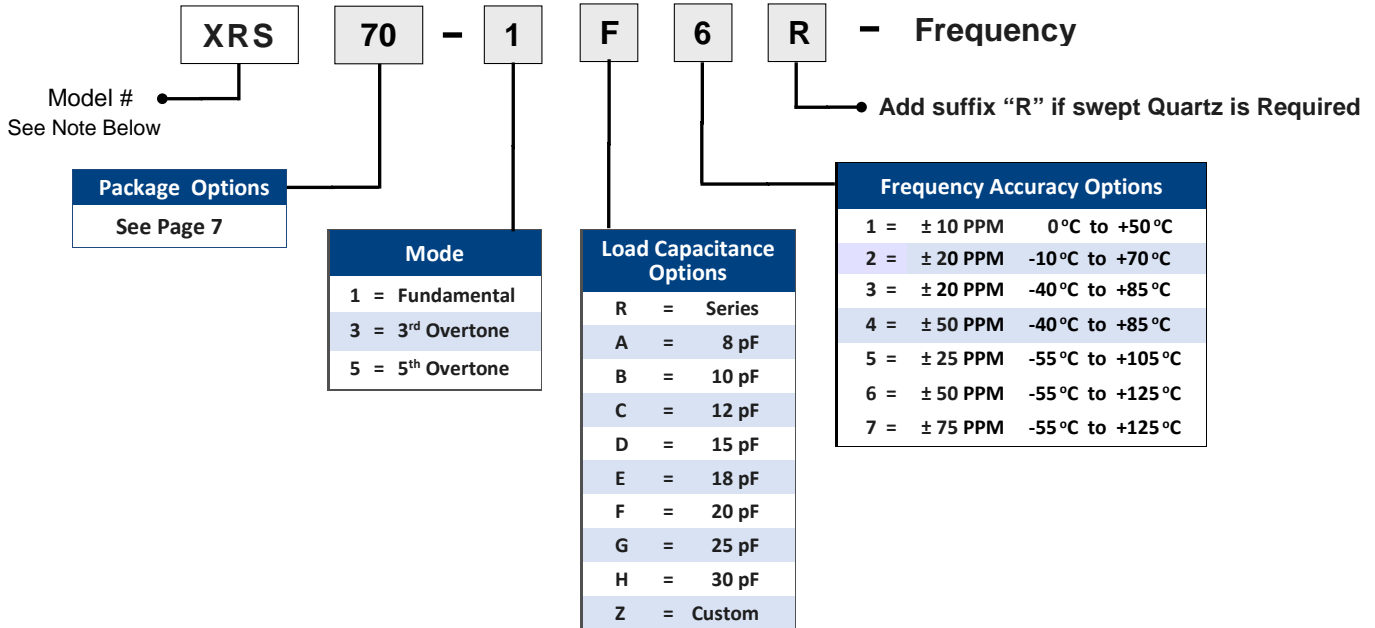 XRS 70 – 1 F 6 R – Frequency
Model #
See Note Below
Add suffix “R” if swept Quartz is Required
Package Options
See Page 7
Mode
1 = Fundamental
3 = 3rd Overtone
5 = 5th Overtone
Load Capacitance
Options
R = Series
A = 8 pF
B = 10 pF
C = 12 pF
D = 15 pF
E = 18 pF
F = 20 pF
G = 25 pF
H = 30 pF
Z = Custom
Frequency Accuracy Options
1 = ± 10 PPM 0°C to +50°C
2 = ± 20 PPM -10°C to +70°C
3 = ± 20 PPM -40°C to +85°C
4 = ± 50 PPM -40°C to +85°C
5 = ± 25 PPM -55°C to +105°C
6 = ± 50 PPM -55°C to +125°C
7 = ± 75 PPM -55°C to +125°C